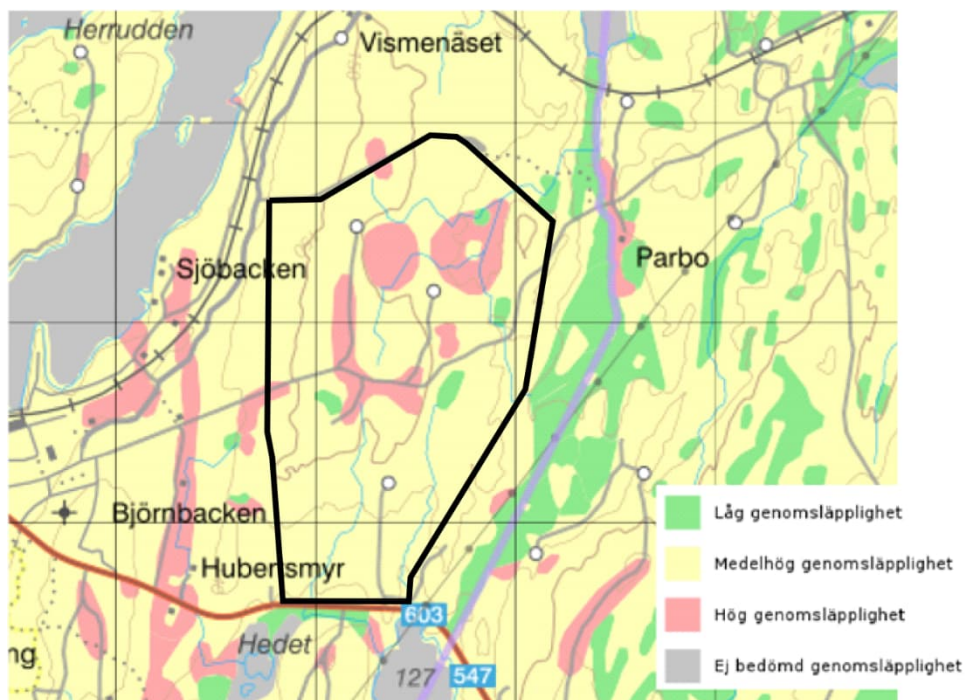 Herrudden
Vismenäset
Sjöbacken
Parbo
Björnbacken
Hubertsmyr
603
Hedet
ng
127
547
Låg genomsläpplighet
Medelhög genomsläpplighet
Hög genomsläpplighet
Ej bedömd genomsläpplighet